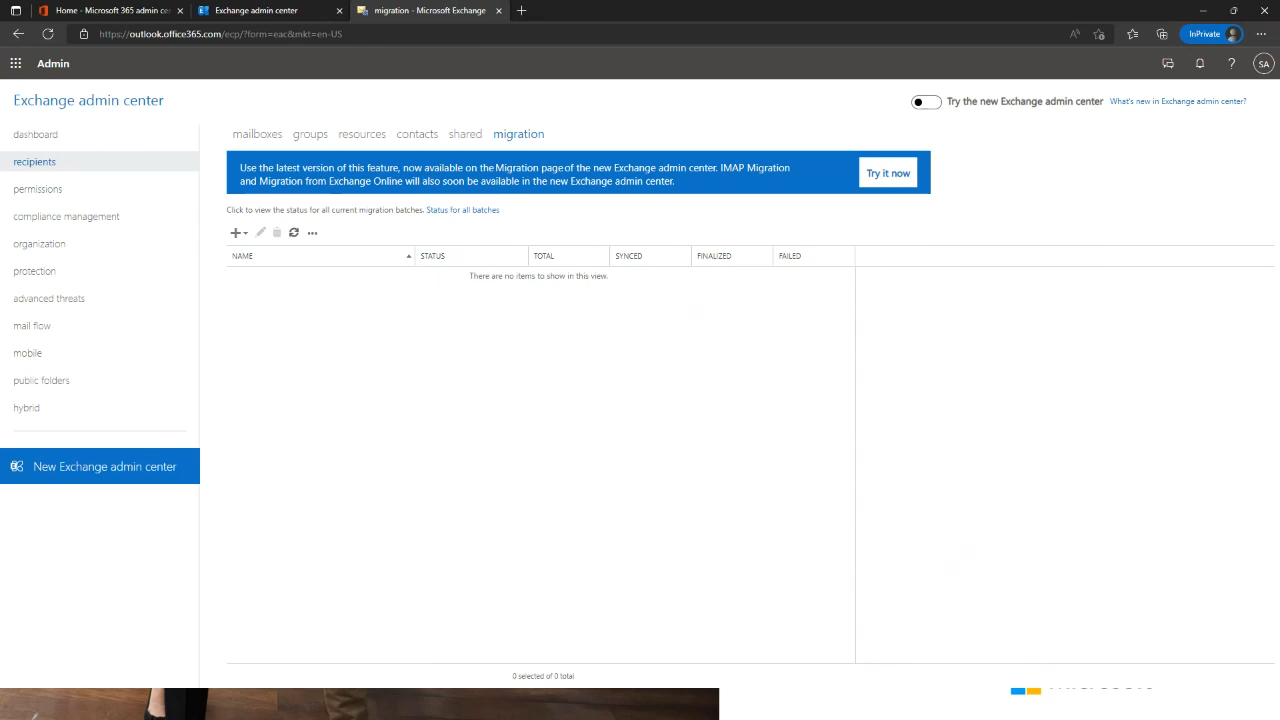 Home - Microsoft 365 admin cen
Exchange admin center
migration - Microsoft Exchange
https://outlook.office365.com/ecp/?form=eac&mkt=en-US
InPrivate
Admin
SA
Exchange admin center
Try the new Exchange admin center
What's new in Exchange admin center?
dashboard
recipients
permissions
compliance management
organization
protection
advanced threats
mail flow
mobile
public folders
hybrid
New Exchange admin center
mailboxes groups resources contacts shared migration
Use the latest version of this feature, now available on the Migration page of the new Exchange admin center. IMAP Migration
and Migration from Exchange Online will also soon be available in the new Exchange admin center.
Try it now
Click to view the status for all current migration batches. Status for all batches
NAME STATUS TOTAL SYNCED FINALIZED FAILED
There are no items to show in this view.
0 selected of 0 total